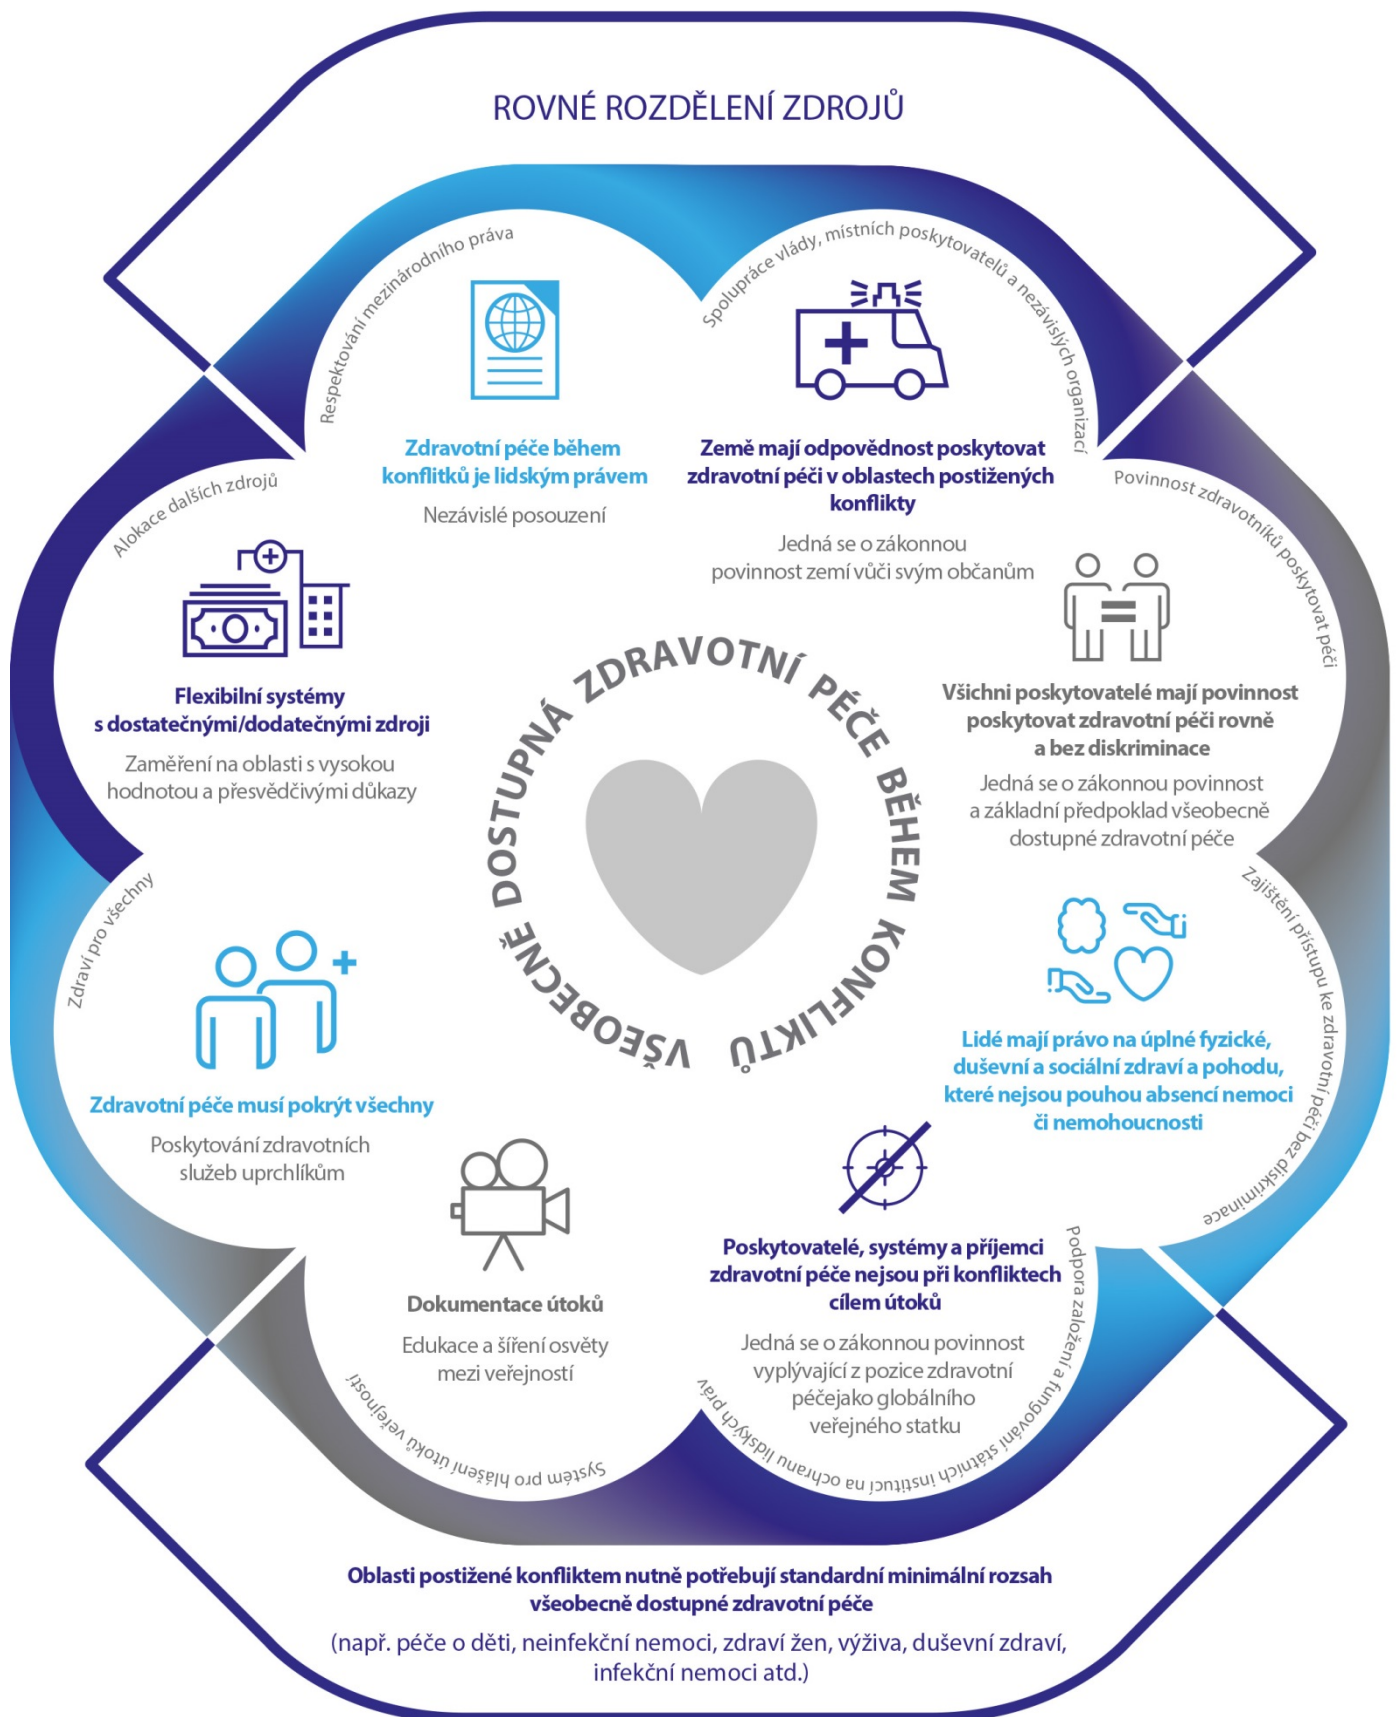 ROVNÉ ROZDĚLENÍ ZDROJŮ
Respektování mezinárodního práva
Zdravotní péče během
konflitků je lidským právem
Nezávislé posouzení
Spolupráce vlády, místních poskytovatelů a nezávislých organizací
Země mají odpovědnost poskytovat
zdravotní péči v oblastech postižených
konflikty
Jedná se o zákonnou
povinnost zemí vůči svým občanům
Povinnost zdravotníků poskytovat péči
Všichni poskytovatelé mají povinnost
poskytovat zdravotní péči rovně
a bez diskriminace
Jedná se o zákonnou povinnost
a základní předpoklad všeobecně
dostupné zdravotní péče
Zajištění přístupu ke zdravotní péči bez diskriminace
Lidé mají právo na úplné fyzické,
duševní a sociální zdraví a pohodu,
které nejsou pouhou absencí nemoci
či nemohoucnosti
Podpora založení a fungování státních institucí na ochranu lidských práv
Poskytovatelé, systémy a příjemci
zdravotní péče nejsou při konfliktech
cílem útoků
Jedná se o zákonnou povinnost
vyplývající z pozice zdravotní
péčejako globálního
veřejného statku
Systém pro hlášení útoků veřejností
Dokumentace útoků
Edukace a šíření osvěty
mezi veřejností
Zdraví pro všechny
Zdravotní péče musí pokrýt všechny
Poskytování zdravotních
služeb uprchlíkům
Alokace dalších zdrojů
Flexibilní systémy
s dostatečnými/dodatečnými zdroji
Zaměření na oblasti s vysokou
hodnotou a přesvědčivými důkazy
VŠEOBECNĚ DOSTUPNÁ ZDRAVOTNÍ PÉČE BĚHEM KONFLIKTŮ
Oblasti postižené konfliktem nutně potřebují standardní minimální rozsah
všeobecně dostupné zdravotní péče
(např. péče o děti, neinfekční nemoci, zdraví žen, výživa, duševní zdraví,
infekční nemoci atd.)